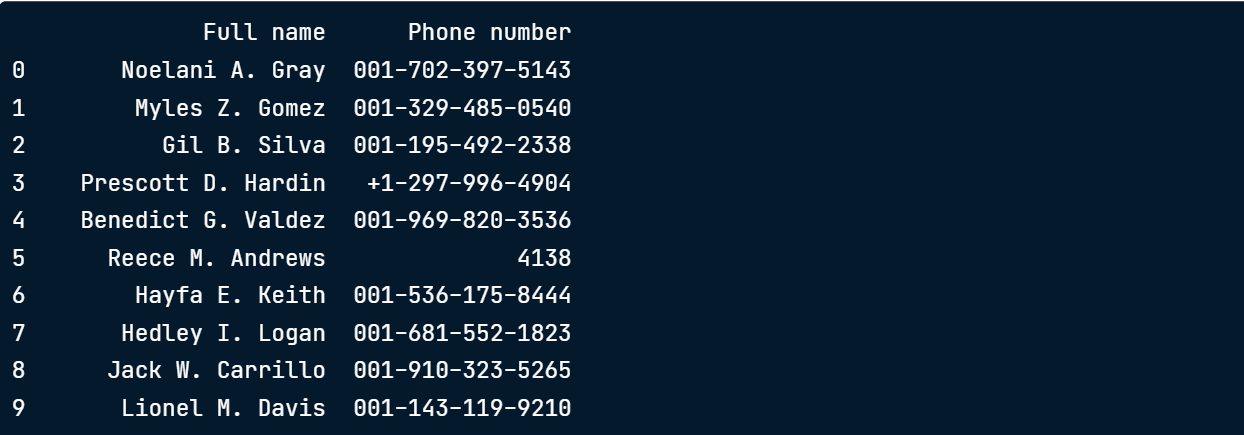 Full name Phone number
0 Noelani A. Gray 001-702-397-5143
1 Myles Z. Gomez 001-329-485-0540
2 Gil B. Silva 001-195-492-2338
3 Prescott D. Hardin +1-297-996-4904
4 Benedict G. Valdez 001-969-820-3536
5 Reece M. Andrews 4138
6 Hayfa E. Keith 001-536-175-8444
7 Hedley I. Logan 001-681-552-1823
8 Jack W. Carrillo 001-910-323-5265
9 Lionel M. Davis 001-143-119-9210